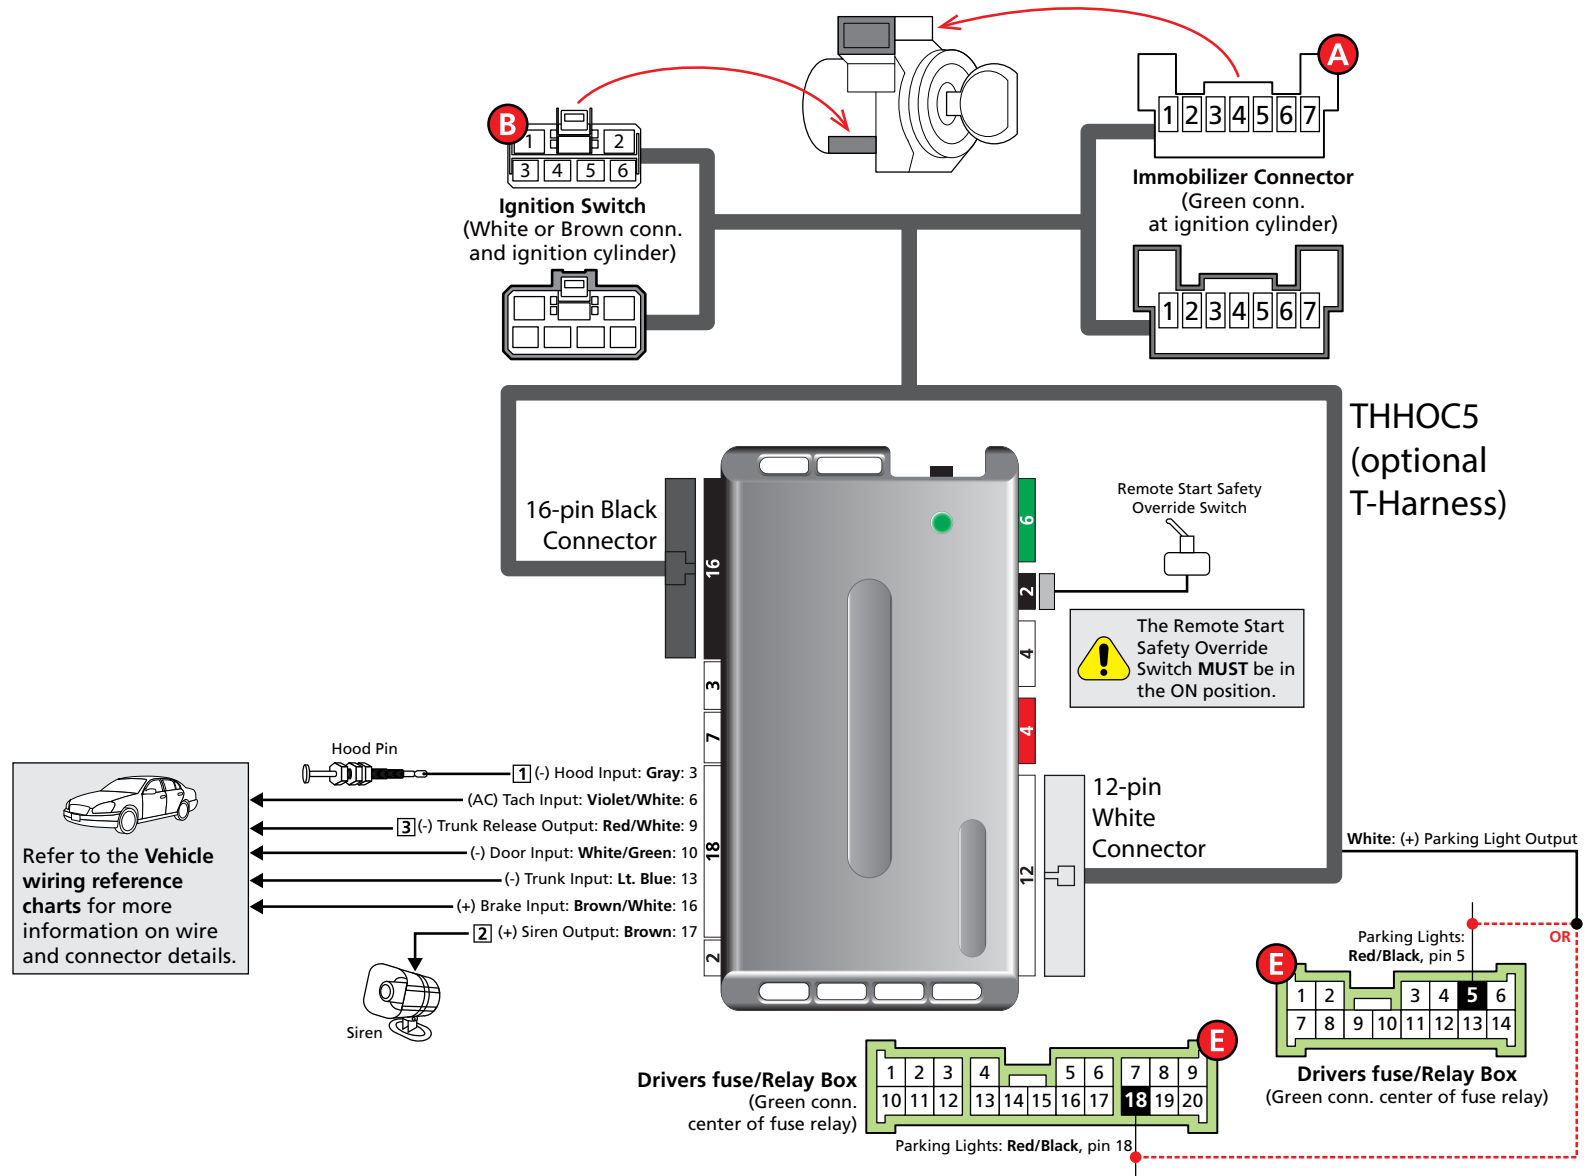 A
B
1 2
3 4 5 6
Ignition Switch
(White or Brown conn.
and ignition cylinder)
1 2 3 4 5 6 7
Immobilizer Connector
(Green conn.
at ignition cylinder)
1 2 3 4 5 6 7
THHOC5
(optional
T-Harness)
16-pin Black
Connector
16
3
7
18
2
6
2
4
4
12
Remote Start Safety
Override Switch
The Remote Start
Safety Override
Switch MUST be in
the ON position.
12-pin
White
Connector
Hood Pin
1 (-) Hood Input: Gray: 3
(AC) Tach Input: Violet/White: 6
3 (-) Trunk Release Output: Red/White: 9
(-) Door Input: White/Green: 10
(-) Trunk Input: Lt. Blue: 13
(+) Brake Input: Brown/White: 16
2 (+) Siren Output: Brown: 17
Refer to the Vehicle
wiring reference
charts for more
information on wire
and connector details.
Siren
White: (+) Parking Light Output
OR
Parking Lights:
Red/Black, pin 5
E
1 2 3 4 5 6
7 8 9 10 11 12 13 14
Drivers fuse/Relay Box
(Green conn. center of fuse relay)
E
1 2 3 4 5 6 7 8 9
10 11 12 13 14 15 16 17 18 19 20
Drivers fuse/Relay Box
(Green conn.
center of fuse relay)
Parking Lights: Red/Black, pin 18